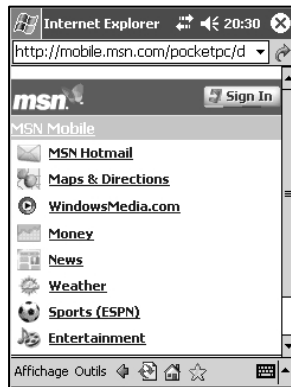 Internet Explorer 20:30
http://mobile.msn.com/pocketpc/d
msn
Sign In
MSN Mobile
MSN Hotmail
Maps & Directions
WindowsMedia.com
Money
News
Weather
Sports (ESPN)
Entertainment
Affichage Outils